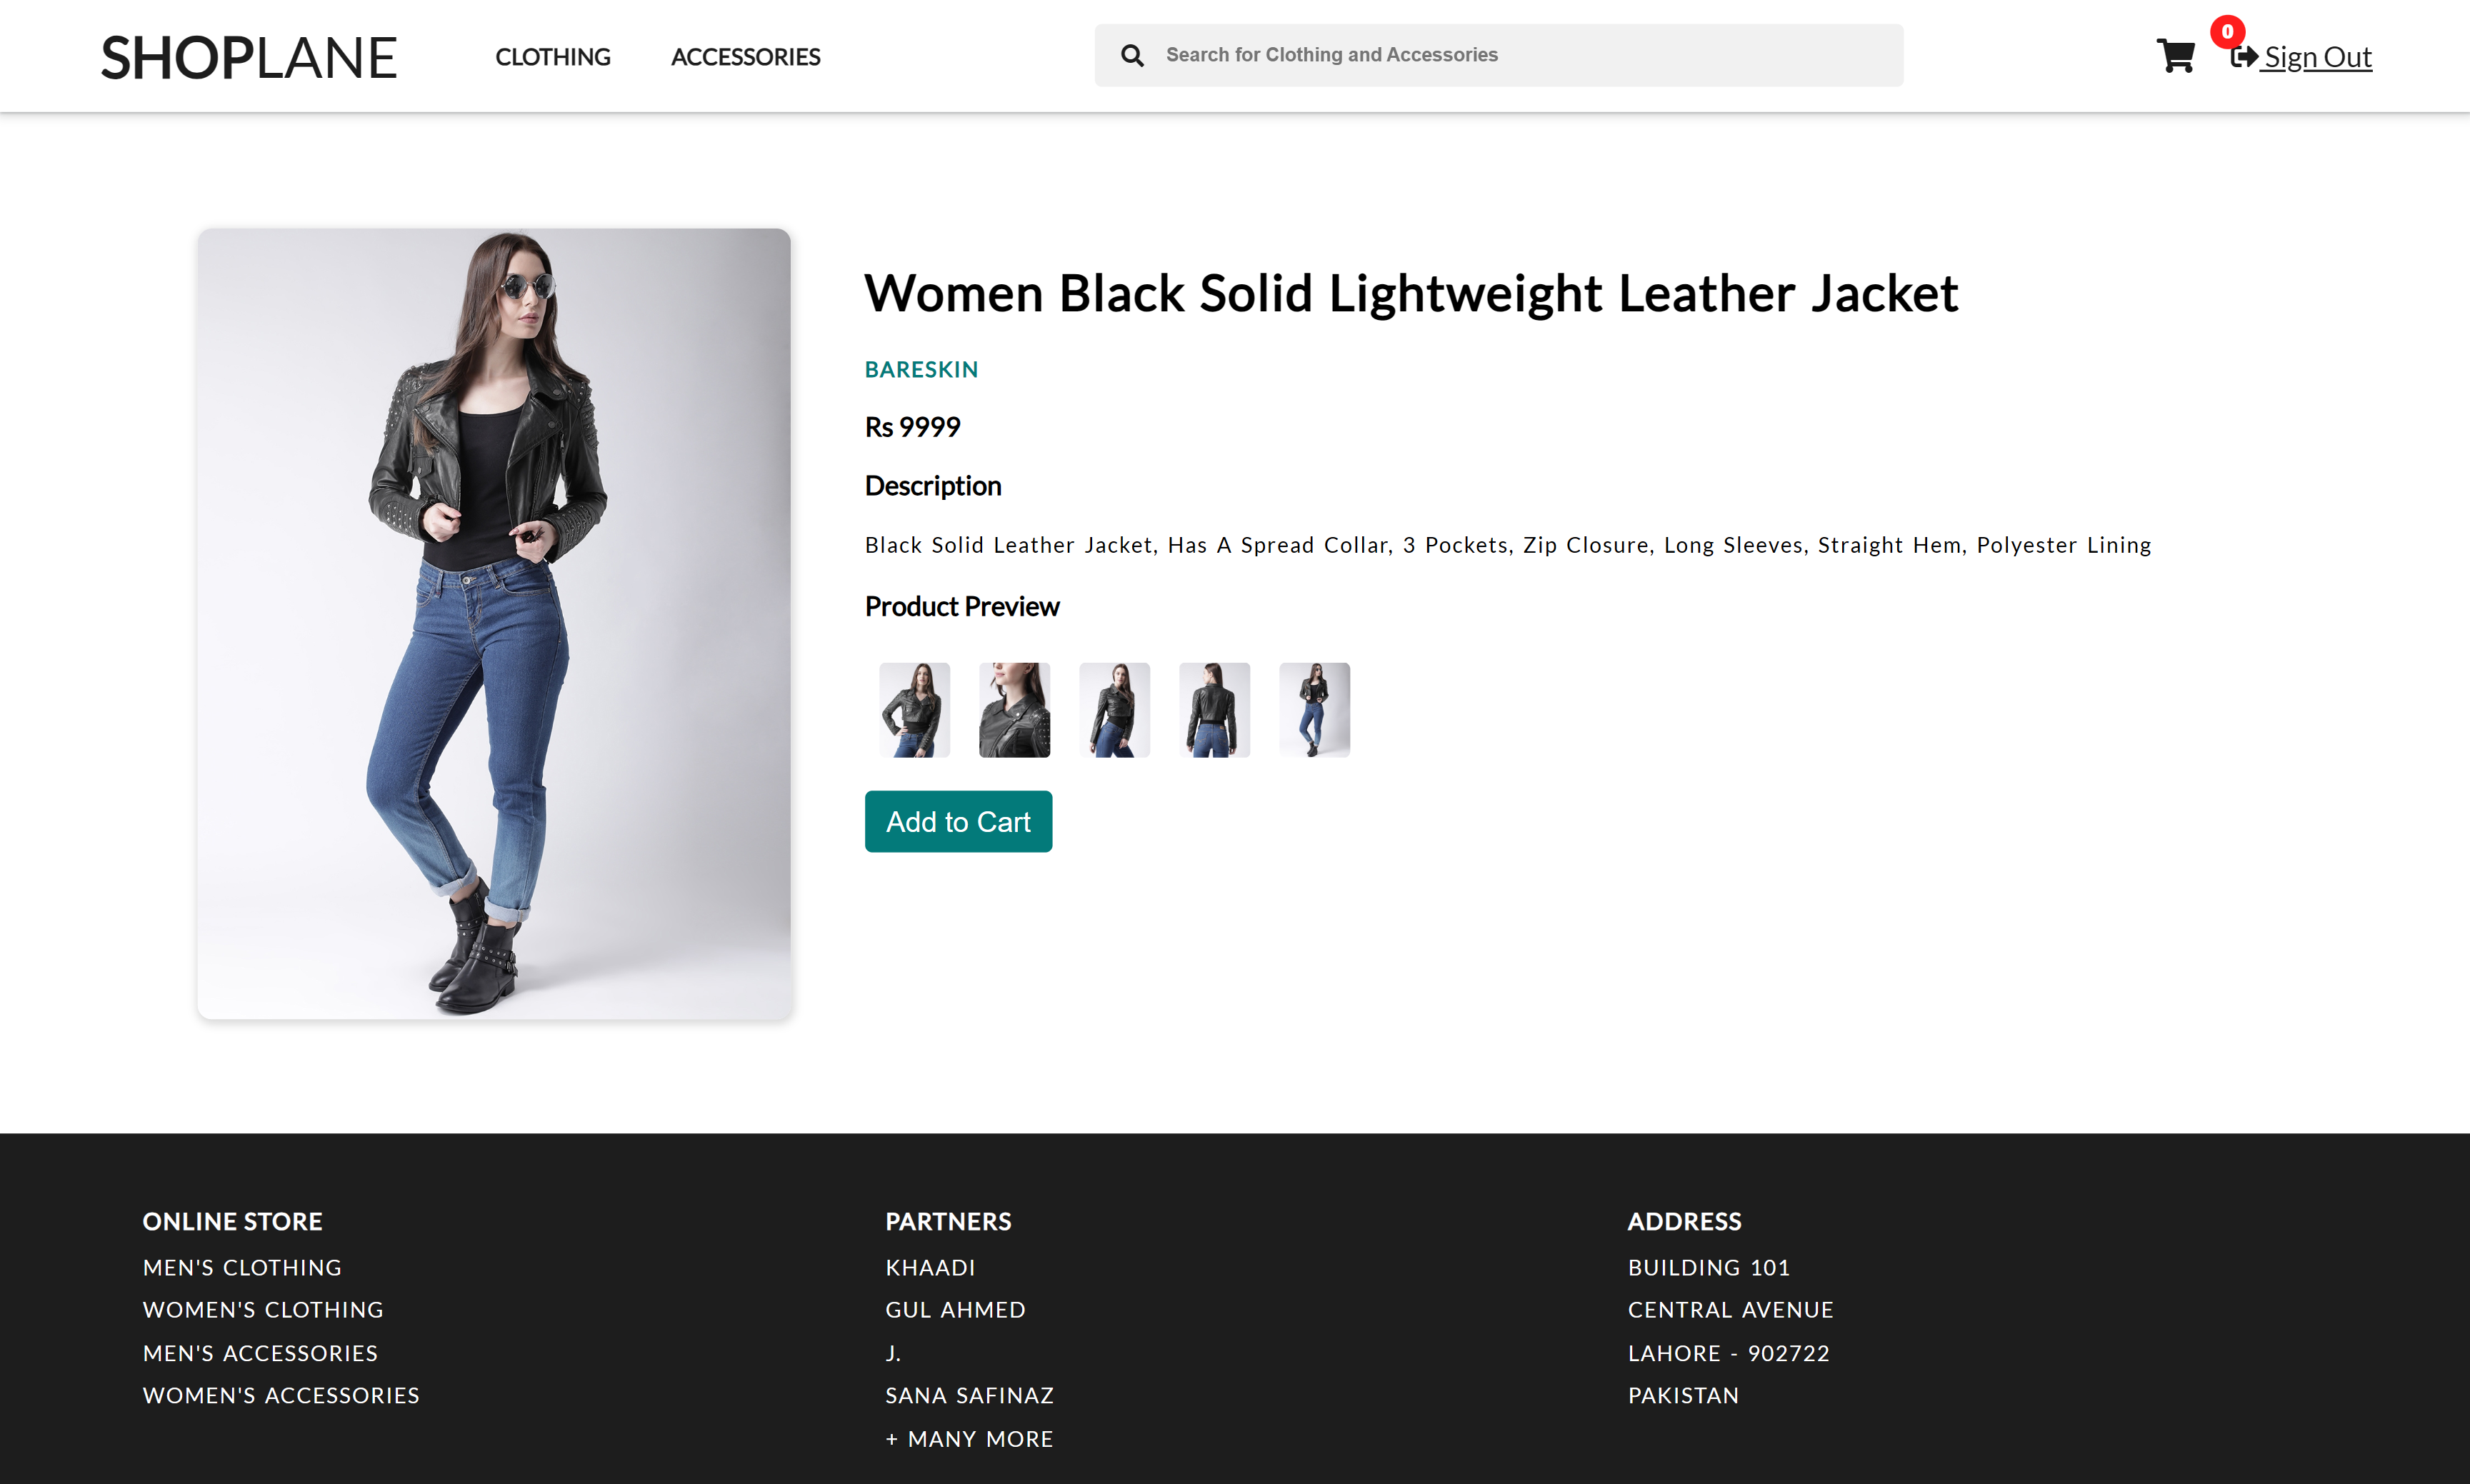 SHOPLANE
CLOTHING
ACCESSORIES
Search for Clothing and Accessories
0
Sign Out
Women Black Solid Lightweight Leather Jacket
BARESKIN
Rs 9999
Description
Black Solid Leather Jacket, Has A Spread Collar, 3 Pockets, Zip Closure, Long Sleeves, Straight Hem, Polyester Lining
Product Preview
Add to Cart
ONLINE STORE
MEN'S CLOTHING
WOMEN'S CLOTHING
MEN'S ACCESSORIES
WOMEN'S ACCESSORIES
PARTNERS
KHAADI
GUL AHMED
J.
SANA SAFINAZ
+ MANY MORE
ADDRESS
BUILDING 101
CENTRAL AVENUE
LAHORE - 902722
PAKISTAN